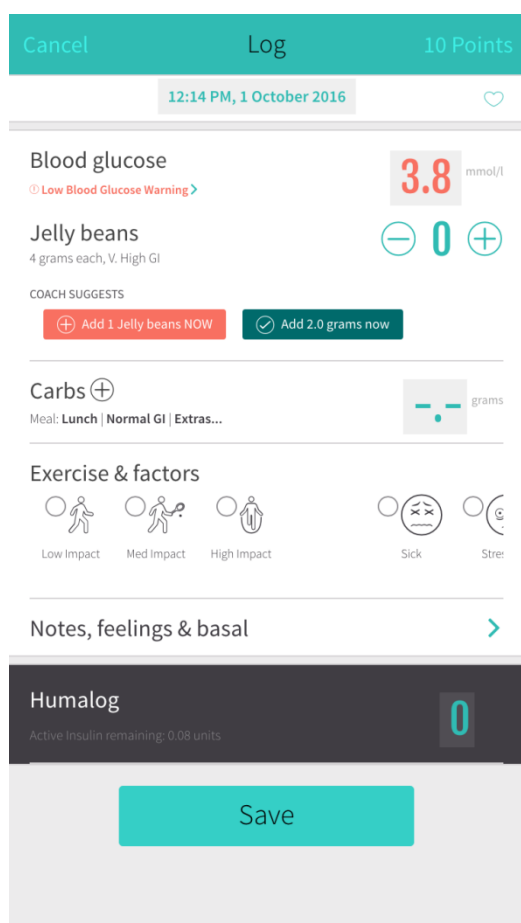 Cancel Log 10 Points
12:14 PM, 1 October 2016
Blood glucose
Low Blood Glucose Warning
3.8 mmol/l
Jelly beans
4 grams each, V. High GI
0
COACH SUGGESTS
Add 1 Jelly beans NOW Add 2.0 grams now
Carbs
Meal: Lunch | Normal GI | Extras...
-.- grams
Exercise & factors
Low Impact Med Impact High Impact Sick Stres
Notes, feelings & basal
Humalog
Active Insulin remaining: 0.08 units
0
Save